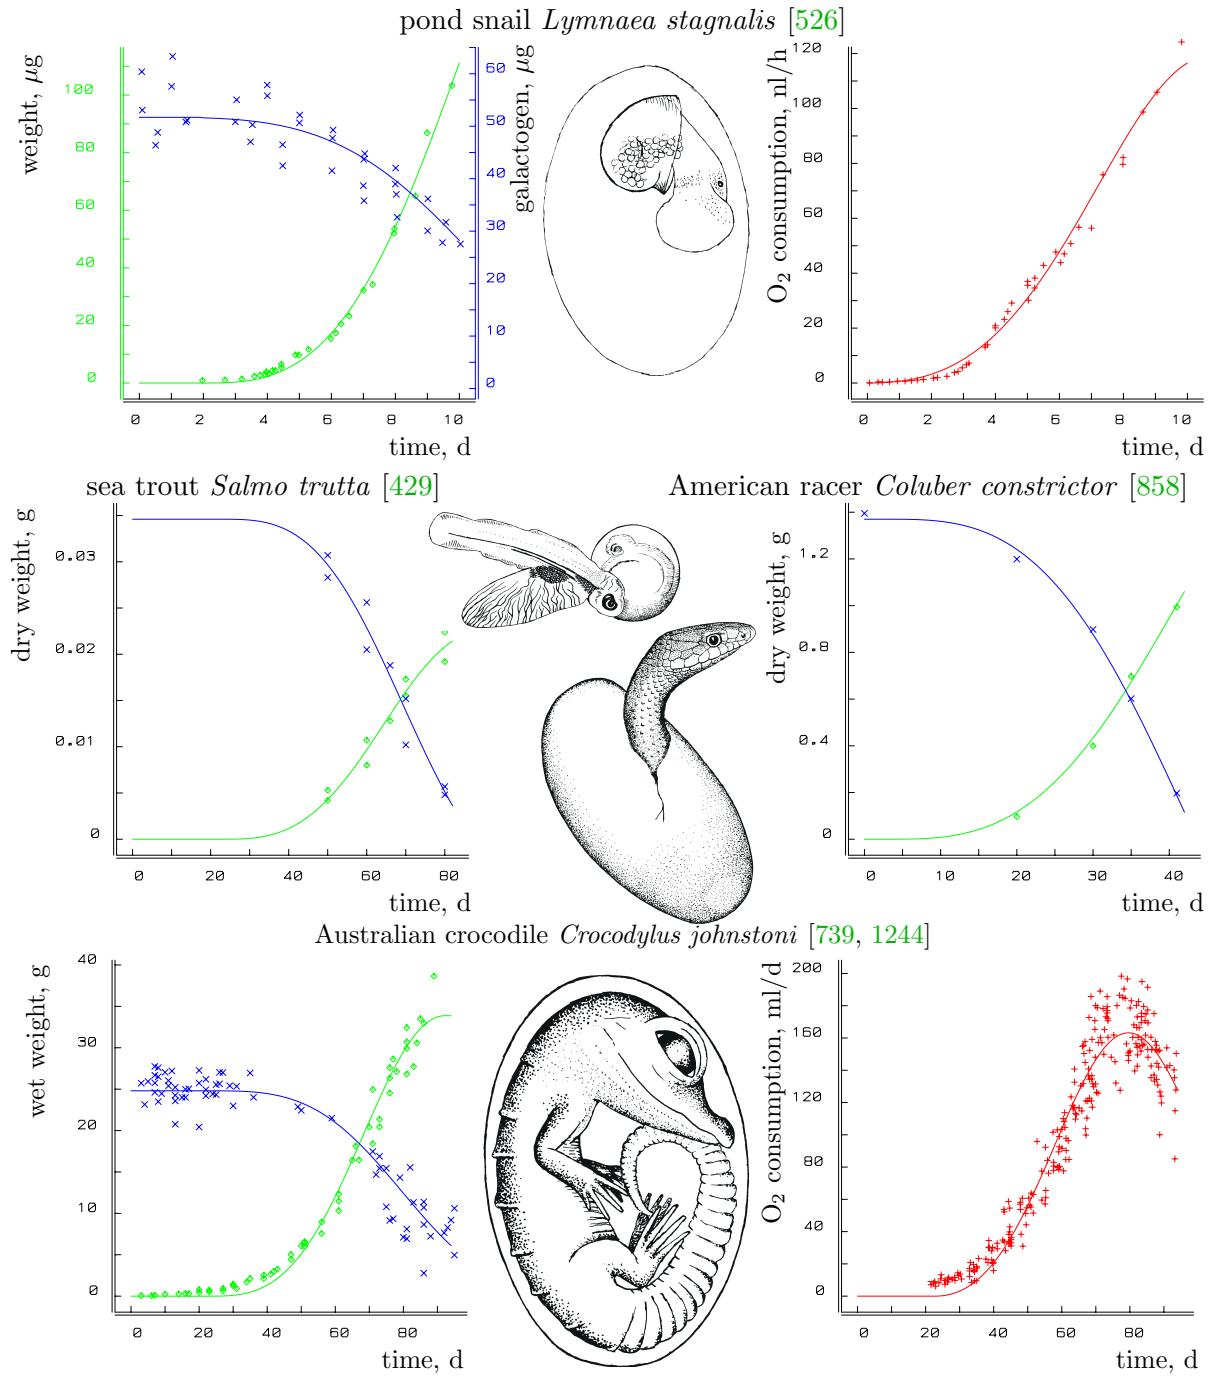 pond snail Lymnaea stagnalis [526]
weight, μg
100
80
60
40
20
0
galactogen, μg
60
50
40
30
20
10
0
0 2 4 6 8 10
time, d
O2 consumption, nl/h
120
100
80
60
40
20
0
0 2 4 6 8 10
time, d
sea trout Salmo trutta [429]
dry weight, g
0.03
0.02
0.01
0
0 20 40 60 80
time, d
American racer Coluber constrictor [858]
dry weight, g
1.2
0.8
0.4
0
0 20 30 40
time, d
Australian crocodile Crocodylus johnstoni [739, 1244]
wet weight, g
40
30
20
10
0
0 20 40 60 80
time, d
O2 consumption, ml/d
200
160
120
80
40
0
0 20 40 60 80
time, d